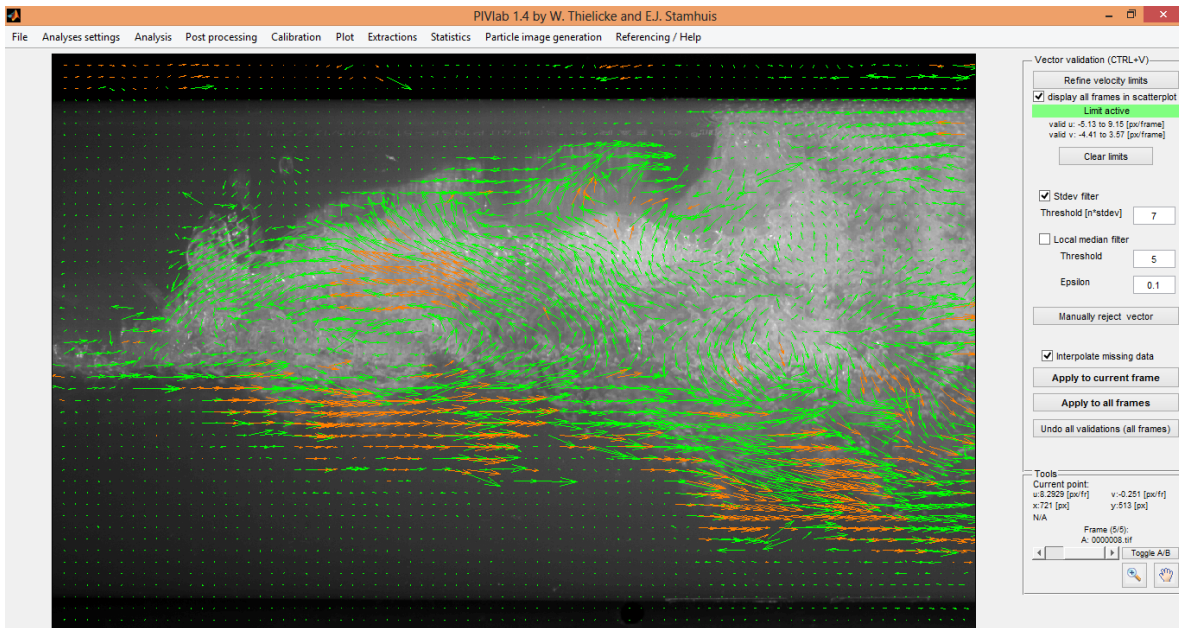 PIVlab 1.4 by W. Thielicke and E.J. Stamhuis
File Analyses settings Analysis Post processing Calibration Plot Extractions Statistics Particle image generation Referencing / Help
Vector validation (CTRL+V)
Refine velocity limits
display all frames in scatterplot
Limit active
valid u: -5.13 to 9.15 [px/frame]
valid v: -4.41 to 3.57 [px/frame]
Clear limits
Stdev filter
Threshold [n*stdev] 7
Local median filter
Threshold 5
Epsilon 0.1
Manually reject vector
Interpolate missing data
Apply to current frame
Apply to all frames
Undo all validations (all frames)
Tools
Current point:
u:8.2929 [px/fr] v:-0.251 [px/fr]
x:721 [px] y:513 [px]
N/A
Frame (5/5):
A: 0000008.tif
Toggle A/B